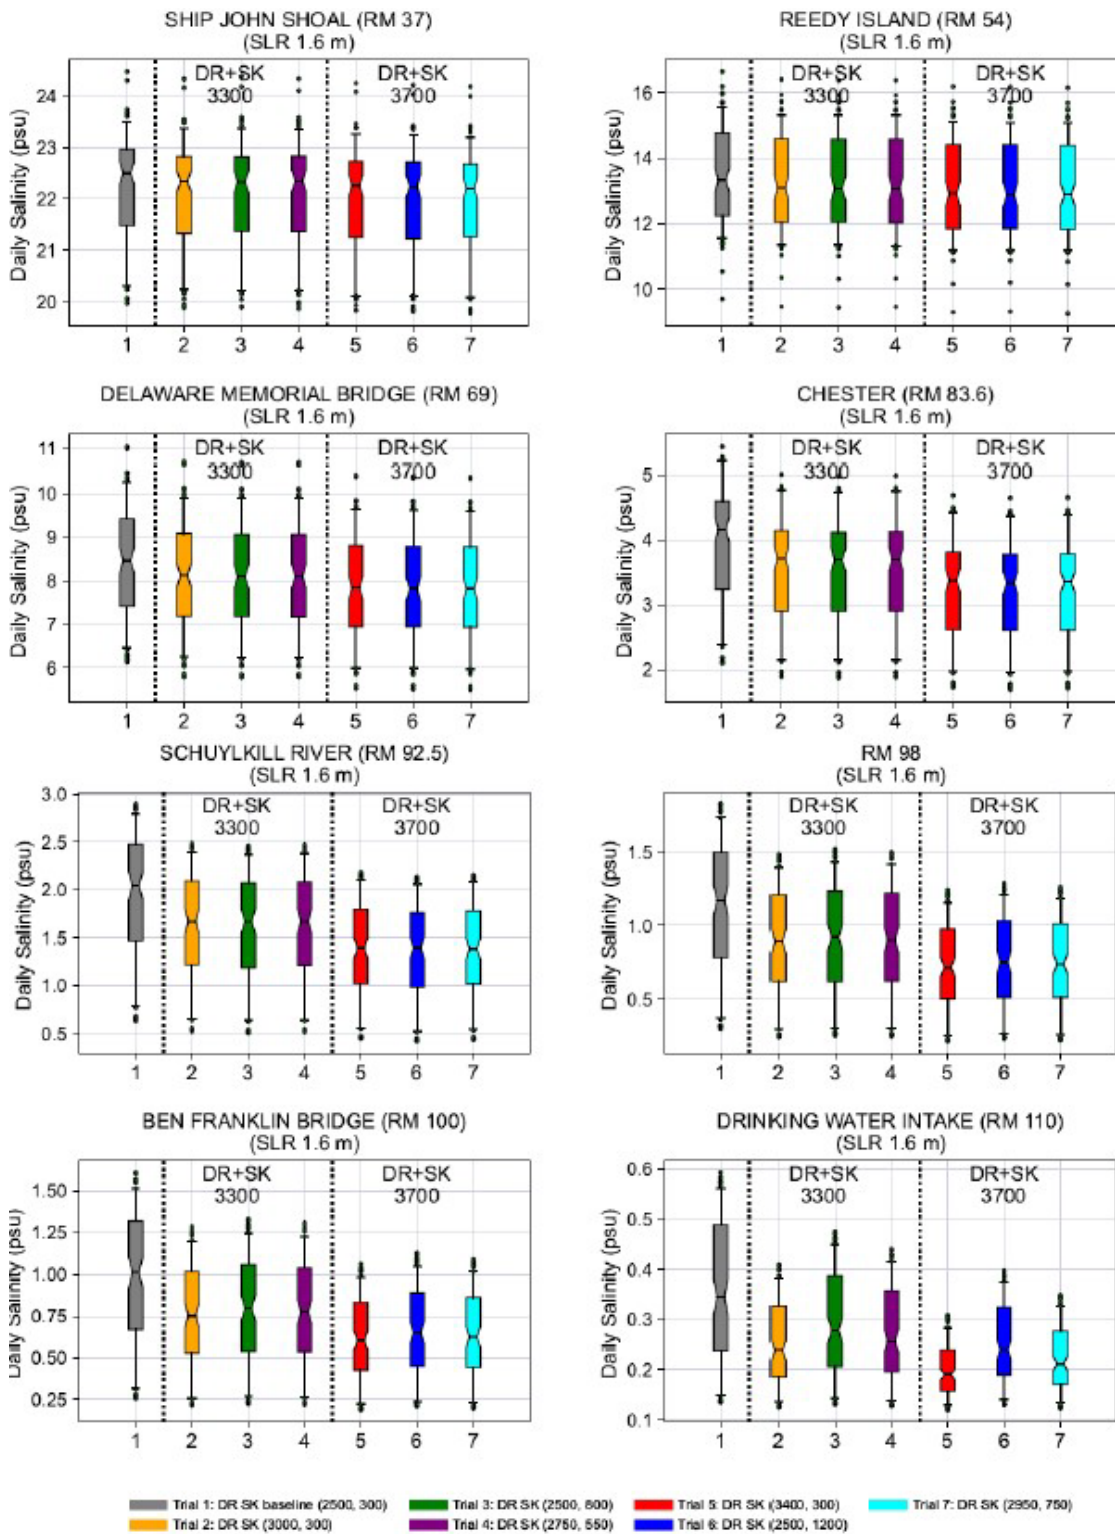 SHIP JOHN SHOAL (RM 37)
(SLR 1.6 m)
DR+SK
3300
DR+SK
3700
Daily Salinity (psu)
24
23
22
21
20
1 2 3 4 5 6 7
REEDY ISLAND (RM 54)
(SLR 1.6 m)
DR+SK
3300
DR+SK
3700
Daily Salinity (psu)
16
14
12
10
1 2 3 4 5 6 7
DELAWARE MEMORIAL BRIDGE (RM 69)
(SLR 1.6 m)
DR+SK
3300
DR+SK
3700
Daily Salinity (psu)
11
10
9
8
7
6
1 2 3 4 5 6 7
CHESTER (RM 83.6)
(SLR 1.6 m)
DR+SK
3300
DR+SK
3700
Daily Salinity (psu)
5
4
3
2
1 2 3 4 5 6 7
SCHUYLKILL RIVER (RM 92.5)
(SLR 1.6 m)
DR+SK
3300
DR+SK
3700
Daily Salinity (psu)
3.0
2.5
2.0
1.5
1.0
0.5
1 2 3 4 5 6 7
RM 98
(SLR 1.6 m)
DR+SK
3300
DR+SK
3700
Daily Salinity (psu)
1.5
1.0
0.5
1 2 3 4 5 6 7
BEN FRANKLIN BRIDGE (RM 100)
(SLR 1.6 m)
DR+SK
3300
DR+SK
3700
Daily Salinity (psu)
1.50
1.25
1.00
0.75
0.50
0.25
1 2 3 4 5 6 7
DRINKING WATER INTAKE (RM 110)
(SLR 1.6 m)
DR+SK
3300
DR+SK
3700
Daily Salinity (psu)
0.6
0.5
0.4
0.3
0.2
0.1
1 2 3 4 5 6 7
Trial 1: DR SK baseline (2500, 300)
Trial 2: DR SK (3000, 300)
Trial 3: DR SK (2500, 800)
Trial 4: DR SK (2750, 550)
Trial 5: DR SK (3400, 300)
Trial 6: DR SK (2500, 1200)
Trial 7: DR SK (2950, 750)